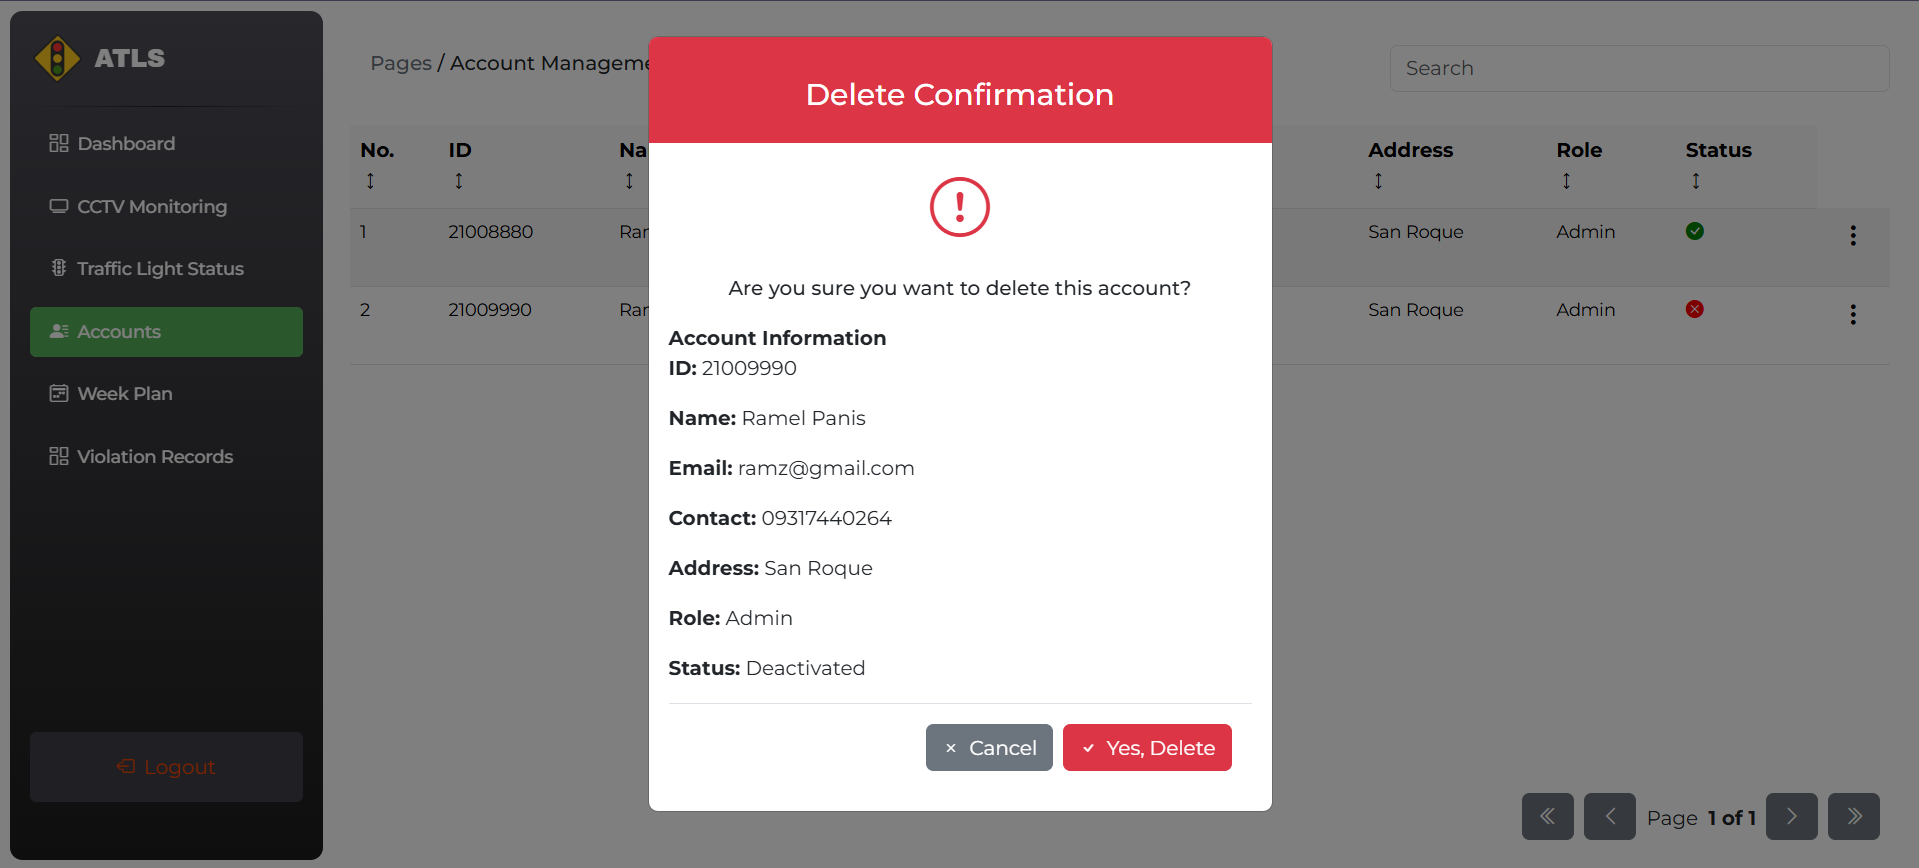 ATLS
Dashboard
CCTV Monitoring
Traffic Light Status
Accounts
Week Plan
Violation Records
Logout
Pages / Account Manageme
Search
No. ID Na Address Role Status
1 21008880 Ran San Roque Admin
2 21009990 Ran San Roque Admin
Delete Confirmation
Are you sure you want to delete this account?
Account Information
ID: 21009990
Name: Ramel Panis
Email: ramz@gmail.com
Contact: 09317440264
Address: San Roque
Role: Admin
Status: Deactivated
Cancel
Yes, Delete
Page 1 of 1